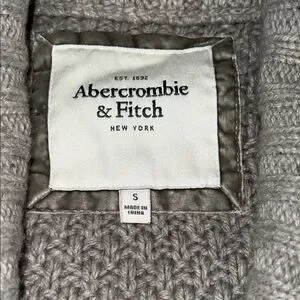 EST. 1892
Abercrombie
& Fitch
NEW YORK
S
MADE IN
CHINA